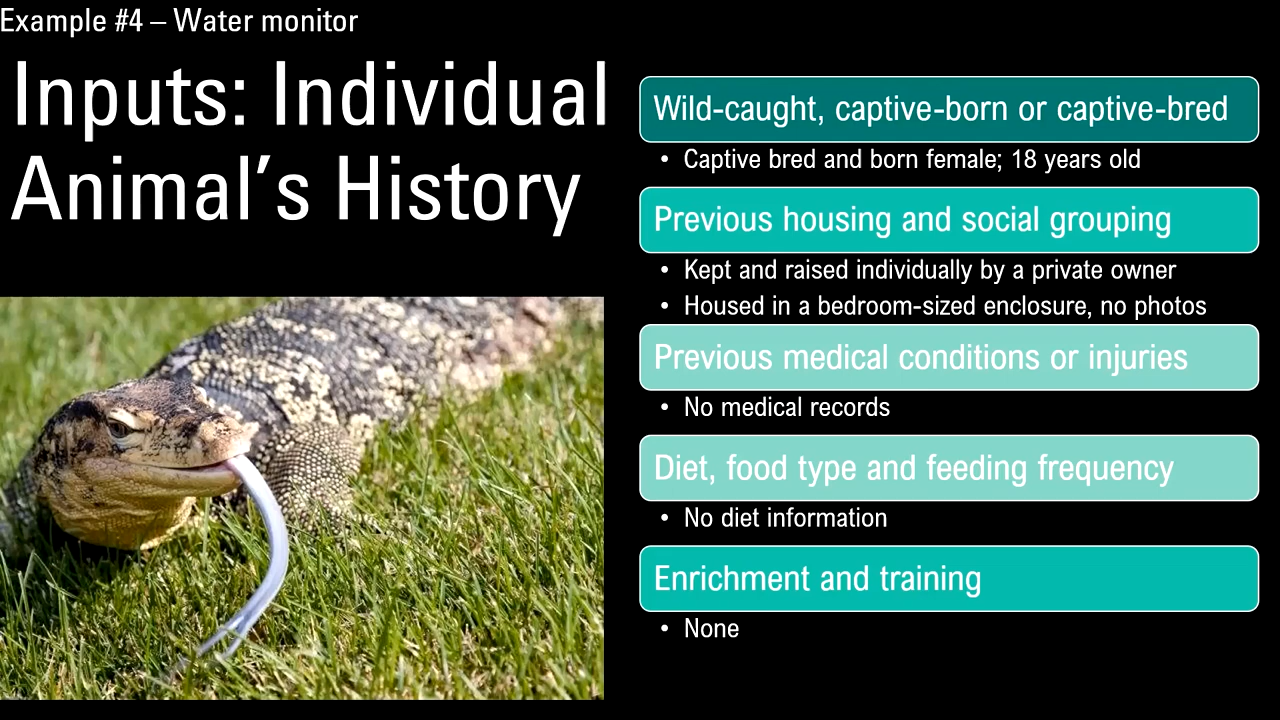 Example #4 – Water monitor
Inputs: Individual
Animal’s History
Wild-caught, captive-born or captive-bred
• Captive bred and born female; 18 years old
Previous housing and social grouping
• Kept and raised individually by a private owner
• Housed in a bedroom-sized enclosure, no photos
Previous medical conditions or injuries
• No medical records
Diet, food type and feeding frequency
• No diet information
Enrichment and training
• None